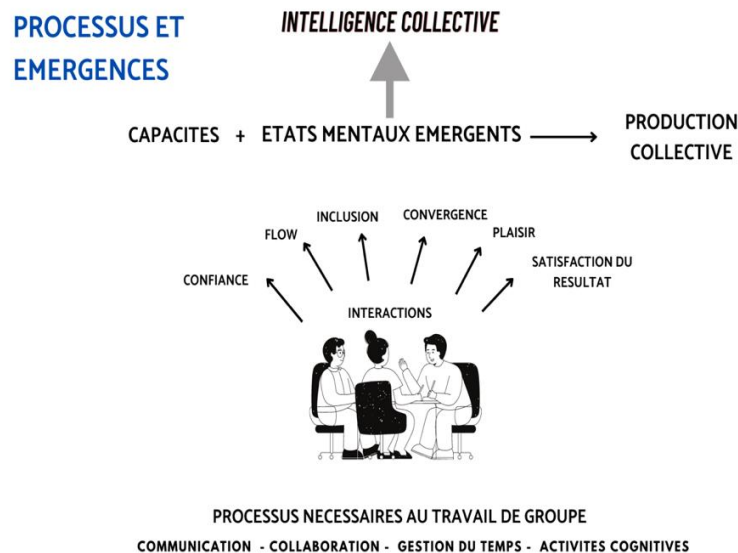 PROCESSUS ET
EMERGENCES
INTELLIGENCE COLLECTIVE
CAPACITES + ETATS MENTAUX EMERGENTS
PRODUCTION
COLLECTIVE
CONFIANCE
FLOW
INCLUSION
CONVERGENCE
PLAISIR
SATISFACTION DU
RESULTAT
INTERACTIONS
PROCESSUS NECESSAIRES AU TRAVAIL DE GROUPE
COMMUNICATION - COLLABORATION - GESTION DU TEMPS - ACTIVITES COGNITIVES